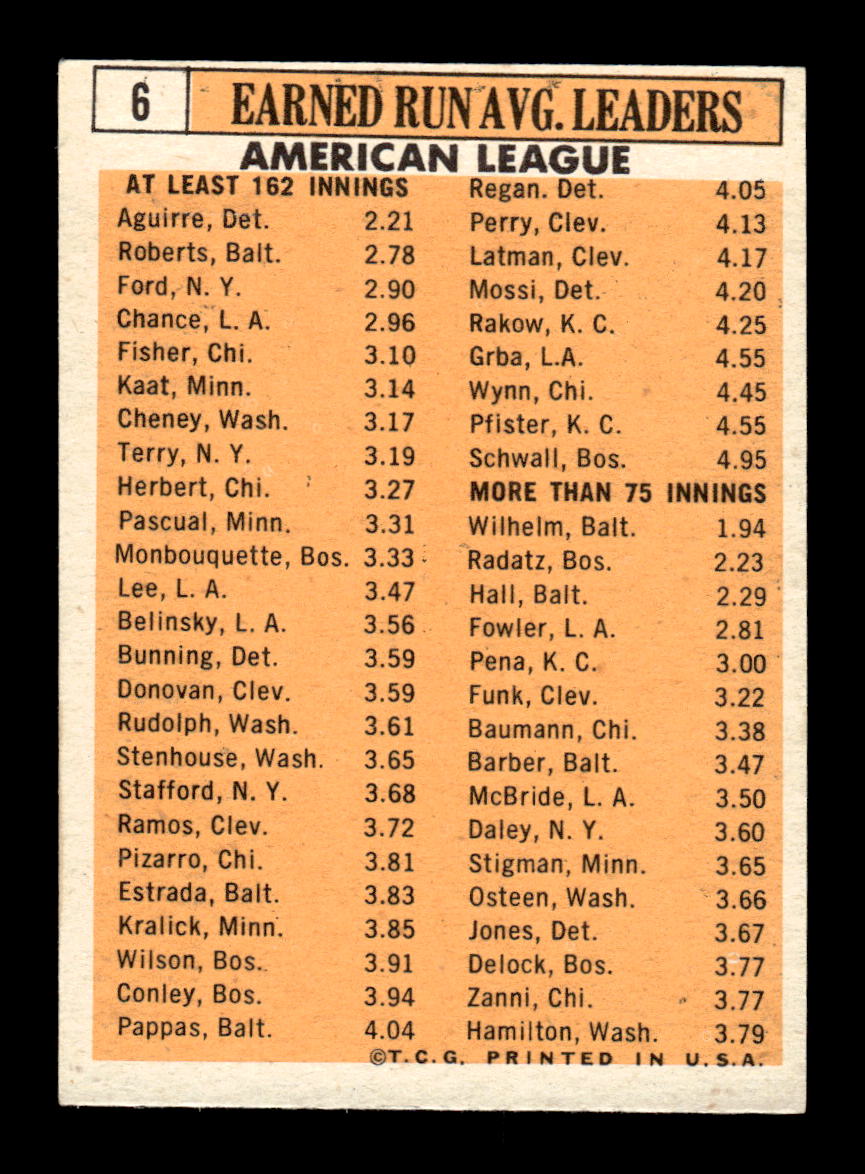 6 EARNED RUN AVG. LEADERS
AMERICAN LEAGUE
AT LEAST 162 INNINGS
Aguirre, Det. 2.21
Roberts, Balt. 2.78
Ford, N. Y. 2.90
Chance, L. A. 2.96
Fisher, Chi. 3.10
Kaat, Minn. 3.14
Cheney, Wash. 3.17
Terry, N. Y. 3.19
Herbert, Chi. 3.27
Pascual, Minn. 3.31
Monbouquette, Bos. 3.33
Lee, L. A. 3.47
Belinsky, L. A. 3.56
Bunning, Det. 3.59
Donovan, Clev. 3.59
Rudolph, Wash. 3.61
Stenhouse, Wash. 3.65
Stafford, N. Y. 3.68
Ramos, Clev. 3.72
Pizarro, Chi. 3.81
Estrada, Balt. 3.83
Kralick, Minn. 3.85
Wilson, Bos. 3.91
Conley, Bos. 3.94
Pappas, Balt. 4.04
Regan. Det. 4.05
Perry, Clev. 4.13
Latman, Clev. 4.17
Mossi, Det. 4.20
Rakow, K. C. 4.25
Grba, L.A. 4.55
Wynn, Chi. 4.45
Pfister, K. C. 4.55
Schwall, Bos. 4.95
MORE THAN 75 INNINGS
Wilhelm, Balt. 1.94
Radatz, Bos. 2.23
Hall, Balt. 2.29
Fowler, L. A. 2.81
Pena, K. C. 3.00
Funk, Clev. 3.22
Baumann, Chi. 3.38
Barber, Balt. 3.47
McBride, L. A. 3.50
Daley, N. Y. 3.60
Stigman, Minn. 3.65
Osteen, Wash. 3.66
Jones, Det. 3.67
Delock, Bos. 3.77
Zanni, Chi. 3.77
Hamilton, Wash. 3.79
©T.C.G. PRINTED IN U.S.A.